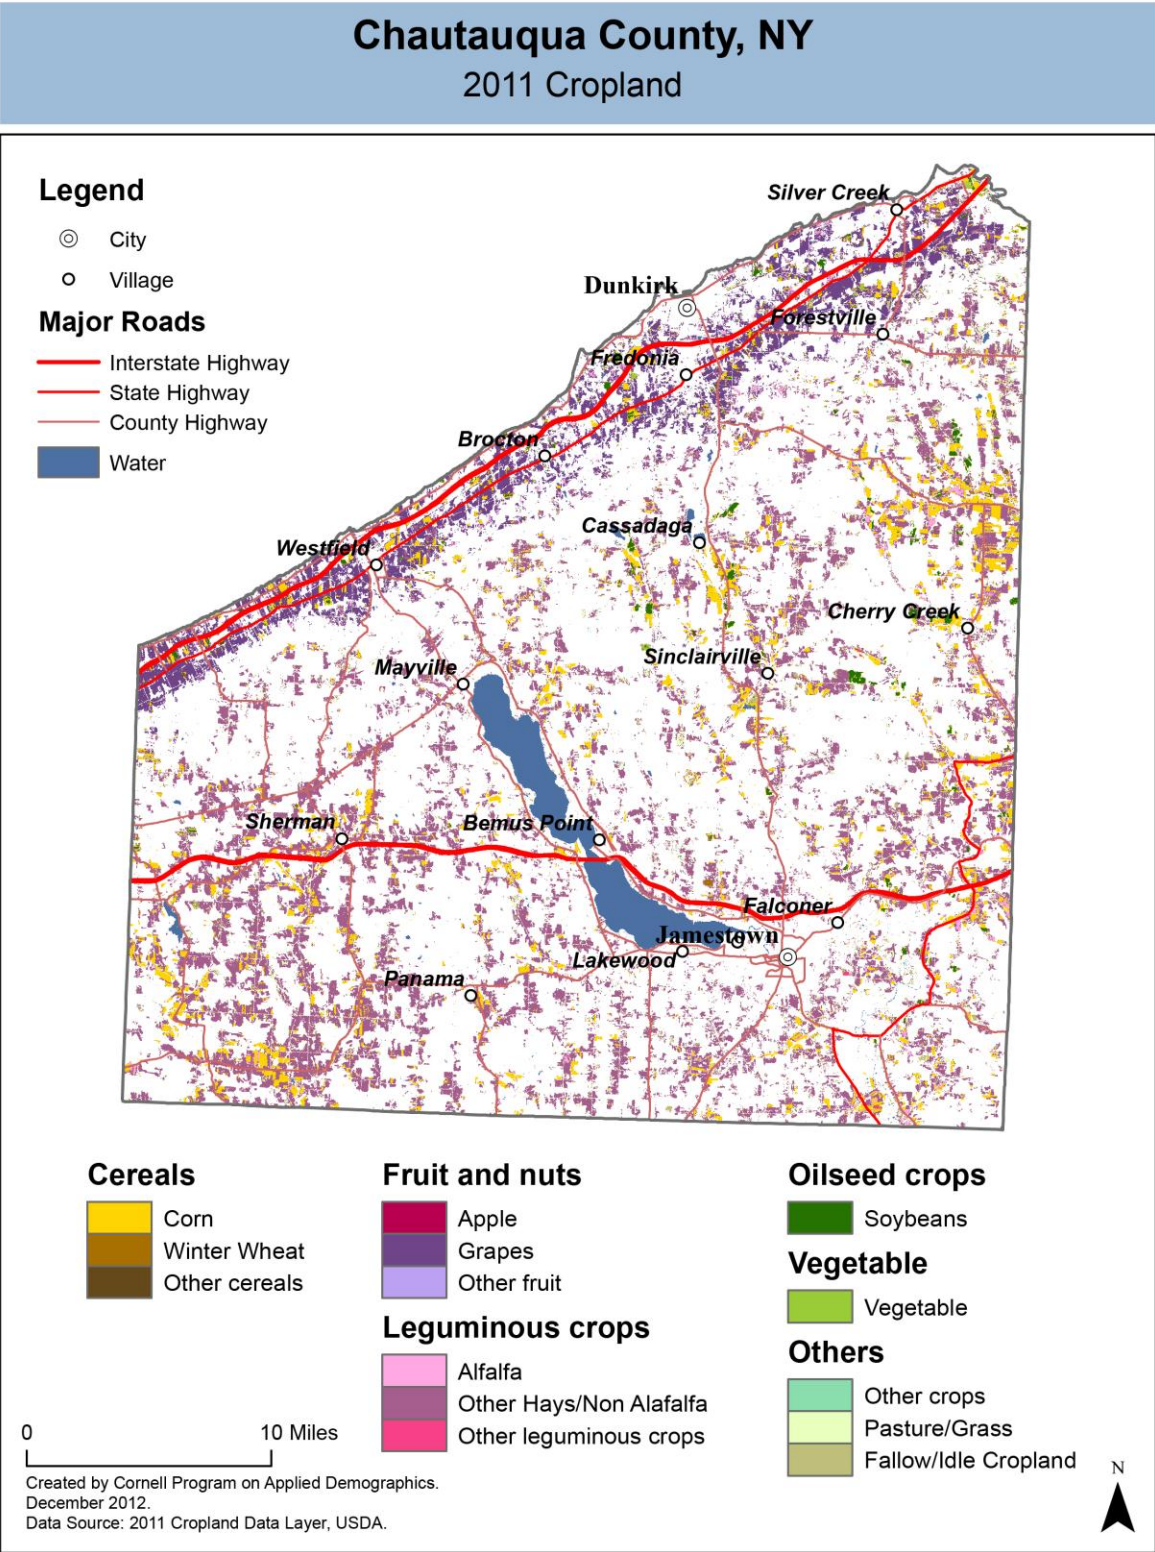 Chautauqua County, NY
2011 Cropland
Legend
City
Village
Major Roads
Interstate Highway
State Highway
County Highway
Water
Silver Creek
Dunkirk
Forestville
Fredonia
Brocton
Cassadaga
Westfield
Cherry Creek
Sinclairville
Mayville
Sherman
Bemus Point
Falconer
Jamestown
Lakewood
Panama
Cereals
Corn
Winter Wheat
Other cereals
Fruit and nuts
Apple
Grapes
Other fruit
Leguminous crops
Alfalfa
Other Hays/Non Alafalfa
Other leguminous crops
Oilseed crops
Soybeans
Vegetable
Vegetable
Others
Other crops
Pasture/Grass
Fallow/Idle Cropland
0 10 Miles
Created by Cornell Program on Applied Demographics.
December 2012.
Data Source: 2011 Cropland Data Layer, USDA.
N